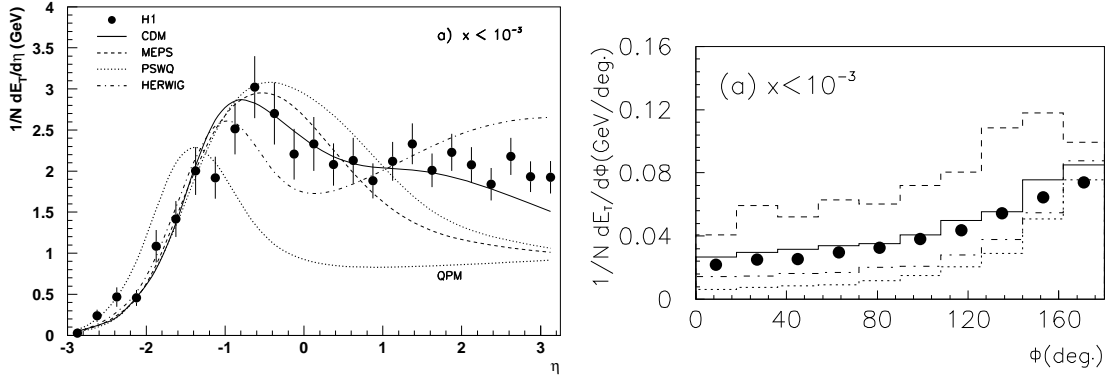 1/N dE_T/dη (GeV)
4
3.5
3
2.5
2
1.5
1
0.5
0
H1
CDM
MEPS
PSWQ
HERWIG
a) x < 10^-3
QPM
-3 -2 -1 0 1 2 3
η
1/N dE_T/dΦ(GeV/deg.)
0.16
0.12
0.08
0.04
0
(a) x<10^-3
0 40 80 120 160
Φ(deg.)